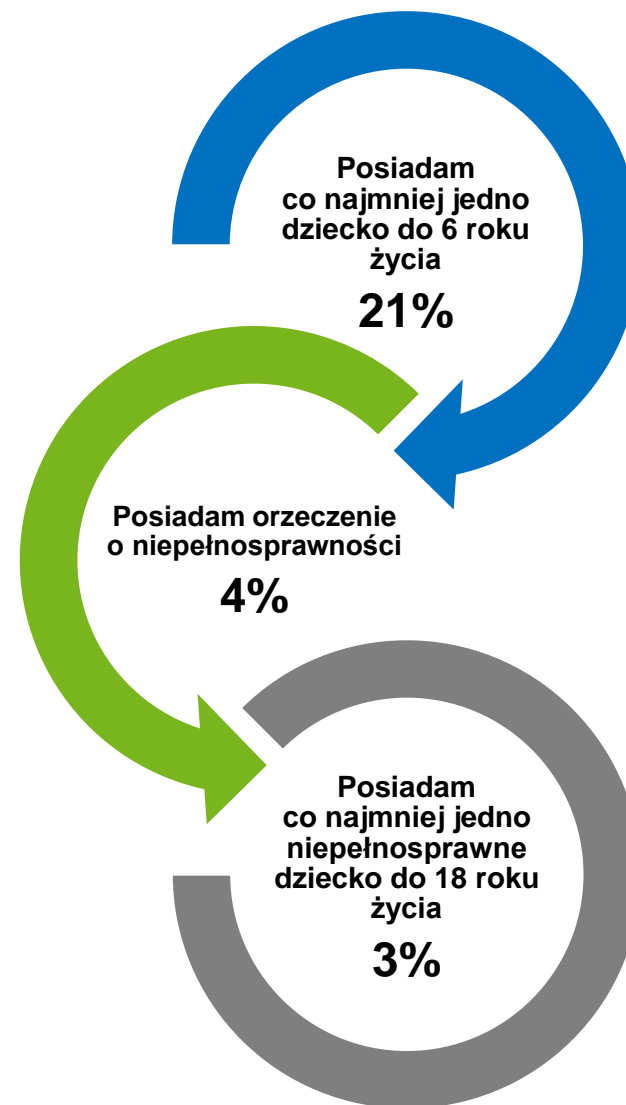 Posiadam
co najmniej jedno
dziecko do 6 roku
życia
21%
Posiadam orzeczenie
o niepełnosprawności
4%
Posiadam
co najmniej jedno
niepełnosprawne
dziecko do 18 roku
życia
3%